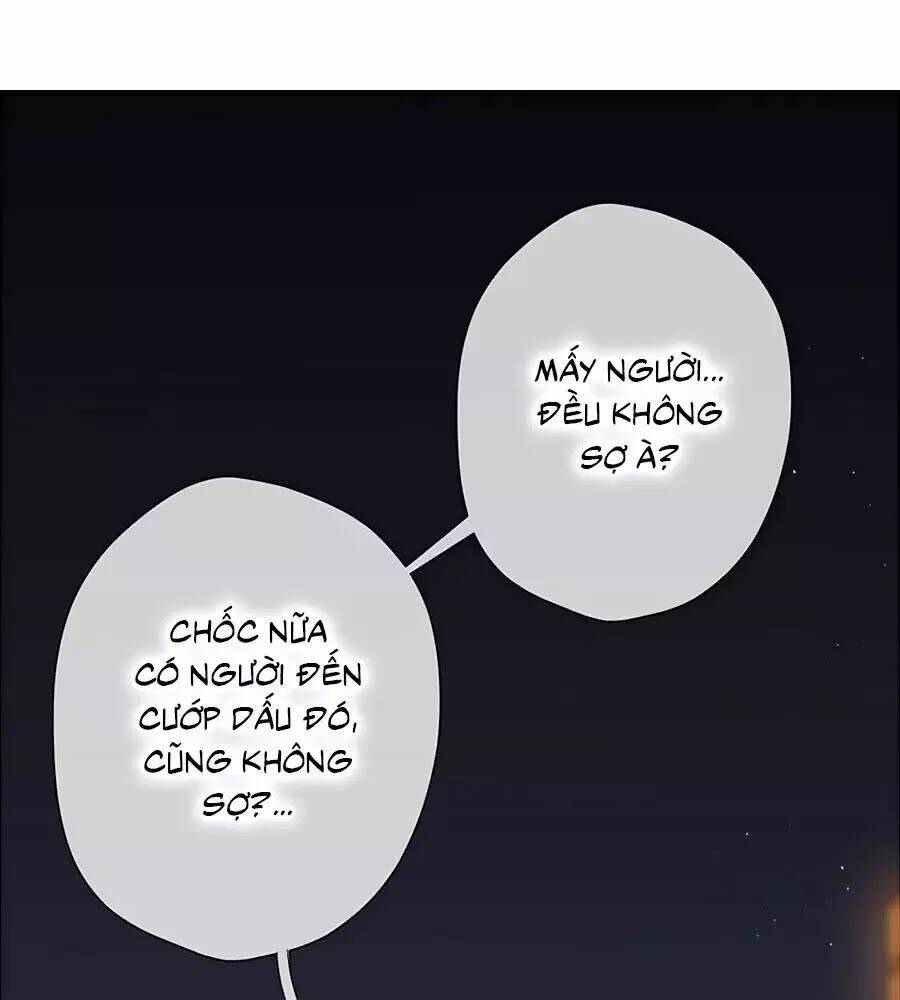 MẤY NGƯỜI...
ĐỀU KHÔNG
SỢ À?
CHỐC NỮA
CÓ NGƯỜI ĐẾN
CƯỚP DẤU ĐÓ,
CŨNG KHÔNG
SỢ?...